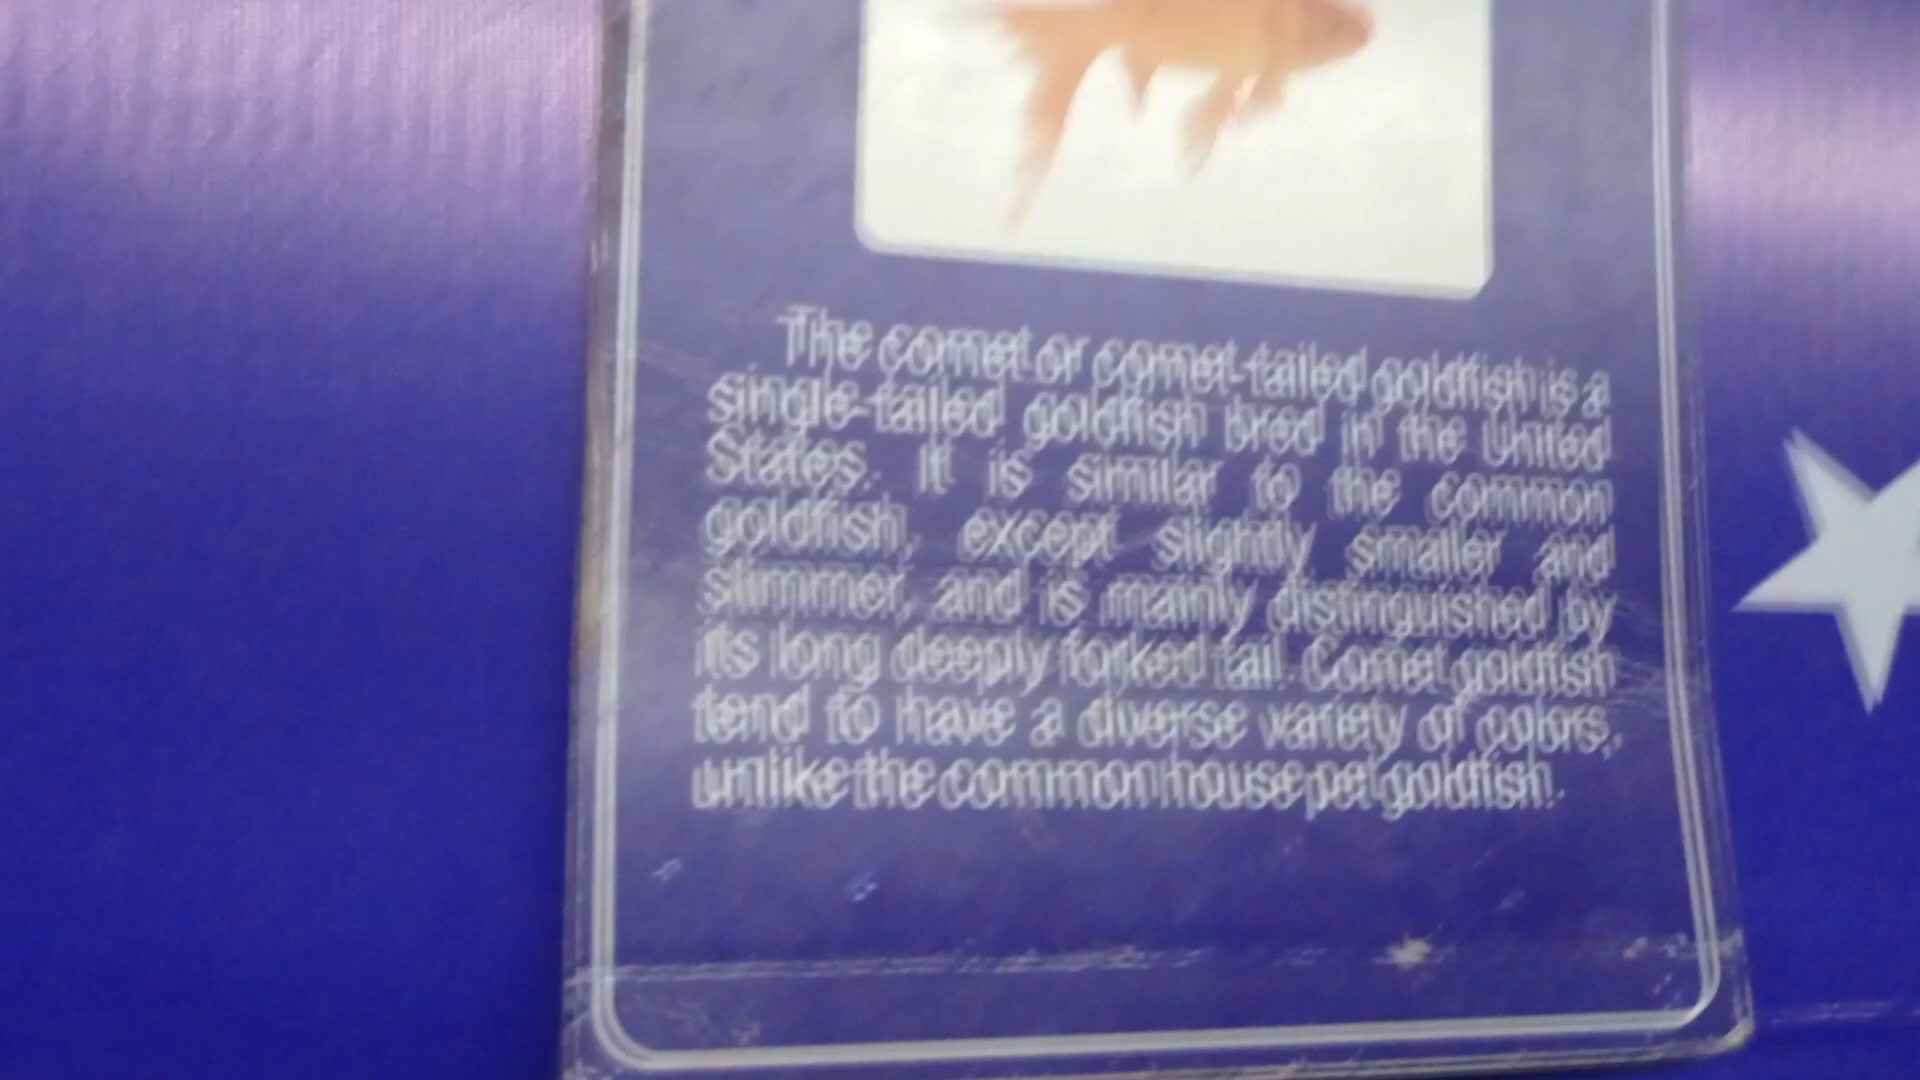 The comet or comet-tailed goldfish is a
single-tailed goldfish bred in the United
States. It is similar to the common
goldfish, except slightly smaller and
slimmer, and is mainly distinguished by
its long deeply forked tail. Comet goldfish
tend to have a diverse variety of colors,
unlike the common house pet goldfish.